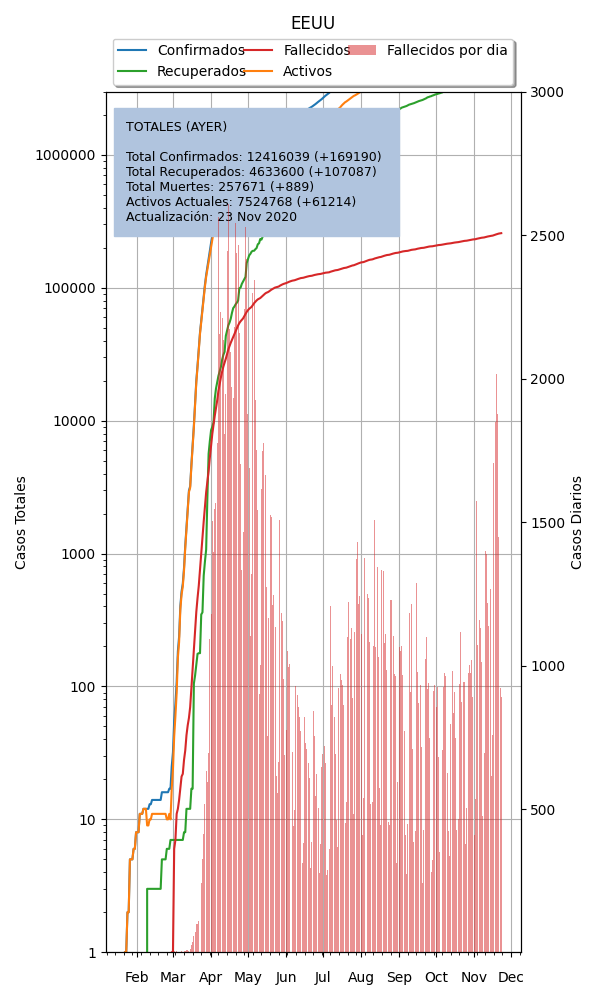 EEUU
Confirmados
Recuperados
Fallecidos
Activos
Fallecidos por dia
TOTALES (AYER)
Total Confirmados: 12416039 (+169190)
Total Recuperados: 4633600 (+107087)
Total Muertes: 257671 (+889)
Activos Actuales: 7524768 (+61214)
Actualización: 23 Nov 2020
Casos Totales
1000000
100000
10000
1000
100
10
1
3000
2500
2000
1500
1000
500
Casos Diarios
Feb Mar Apr May Jun Jul Aug Sep Oct Nov Dec